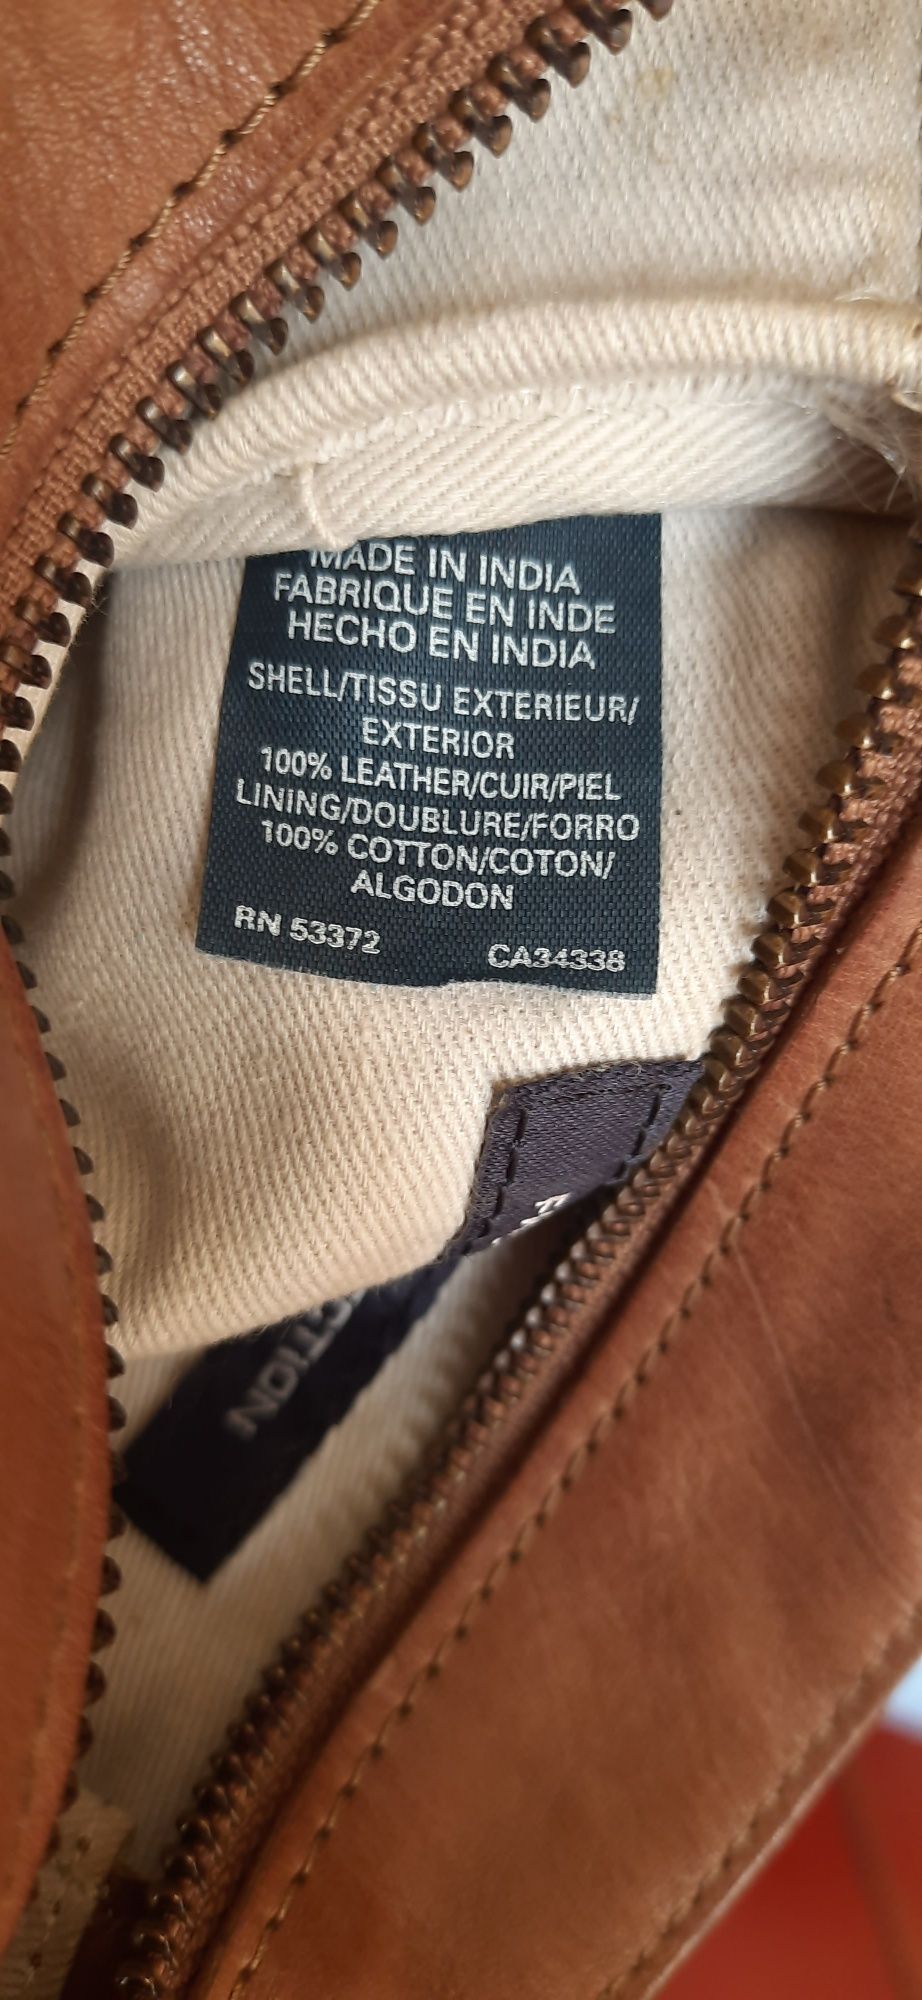 MADE IN INDIA
FABRIQUE EN INDE
HECHO EN INDIA
SHELL/TISSU EXTERIEUR/
EXTERIOR
100% LEATHER/CUIR/PIEL
LINING/DOUBLURE/FORRO
100% COTTON/COTON/
ALGODON
RN 53372 CA34338
CTION